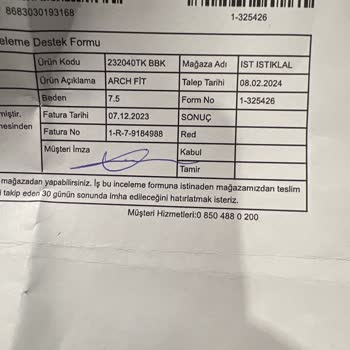 8683030193168
1-325426
eleme Destek Formu
Ürün Kodu 232040TK BBK Mağaza Adı IST ISTIKLAL
Ürün Açıklama ARCH FİT Talep Tarihi 08.02.2024
Beden 7.5 Form No 1-325426
miştir. Fatura Tarihi 07.12.2023 SONUÇ
nesinden Fatura No 1-R-7-9184988 Red
Müşteri İmza Kabul
Tamir
mağazadan yapabilirsiniz. İş bu inceleme formuna istinaden mağazamızdan teslim
i takip eden 30 günün sonunda imha edileceğini hatırlatmak isteriz.
Müşteri Hizmetleri:0 850 488 0 200